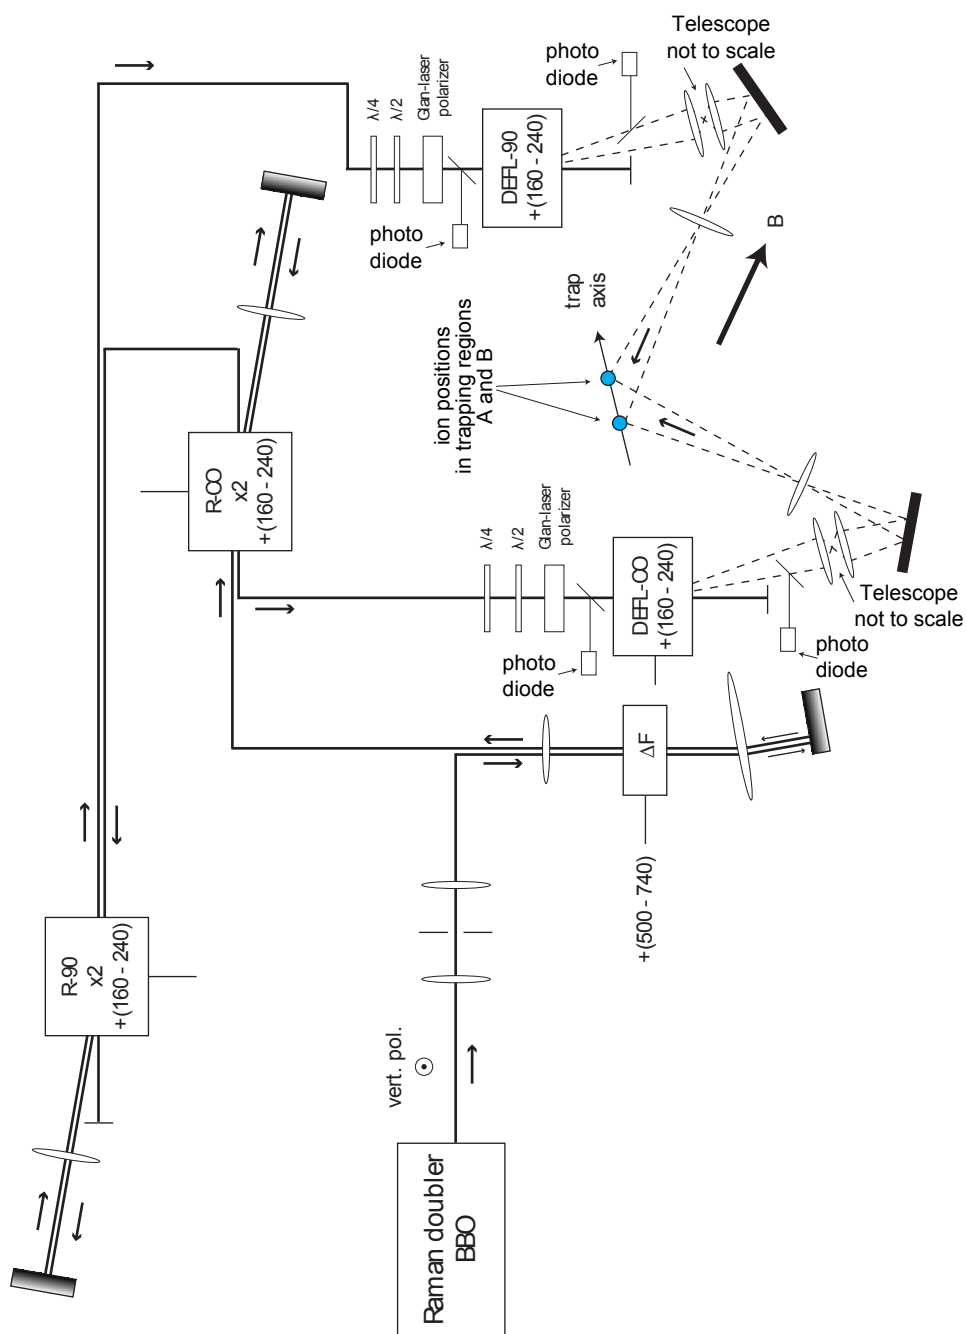 Telescope
not to scale
photo
diode
λ/4
λ/2
Glan-laser
polarizer
DEFL-90
+(160 - 240)
photo
diode
B
trap
axis
ion positions
in trapping regions
A and B
R-CO
x2
+(160 - 240)
λ/4
λ/2
Glan-laser
polarizer
DEFL-CO
+(160 - 240)
Telescope
not to scale
photo
diode
photo
diode
ΔF
+(500 - 740)
R-90
x2
+(160 - 240)
vert. pol.
Raman doubler
BBO